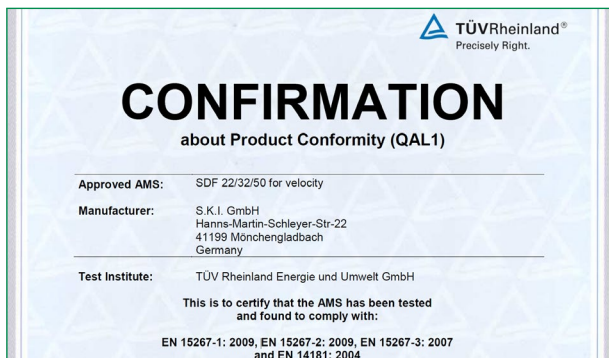 TÜVRheinland®
Precisely Right.
CONFIRMATION
about Product Conformity (QAL1)
Approved AMS: SDF 22/32/50 for velocity
Manufacturer: S.K.I. GmbH
Hanns-Martin-Schleyer-Str-22
41199 Mönchengladbach
Germany
Test Institute: TÜV Rheinland Energie und Umwelt GmbH
This is to certify that the AMS has been tested
and found to comply with:
EN 15267-1: 2009, EN 15267-2: 2009, EN 15267-3: 2007
and EN 14181: 2004